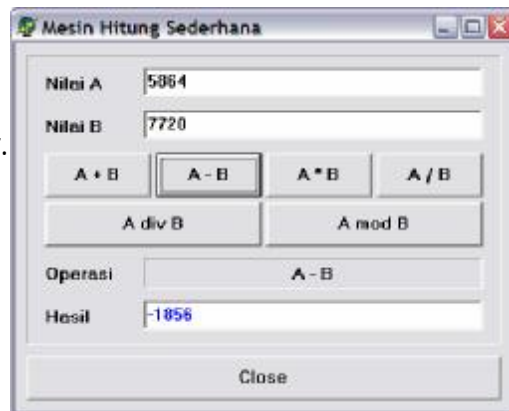 Mesin Hitung Sederhana
Nilai A 5864
Nilai B 7720
A + B A - B A * B A / B
A div B A mod B
Operasi A - B
Hasil -1856
Close